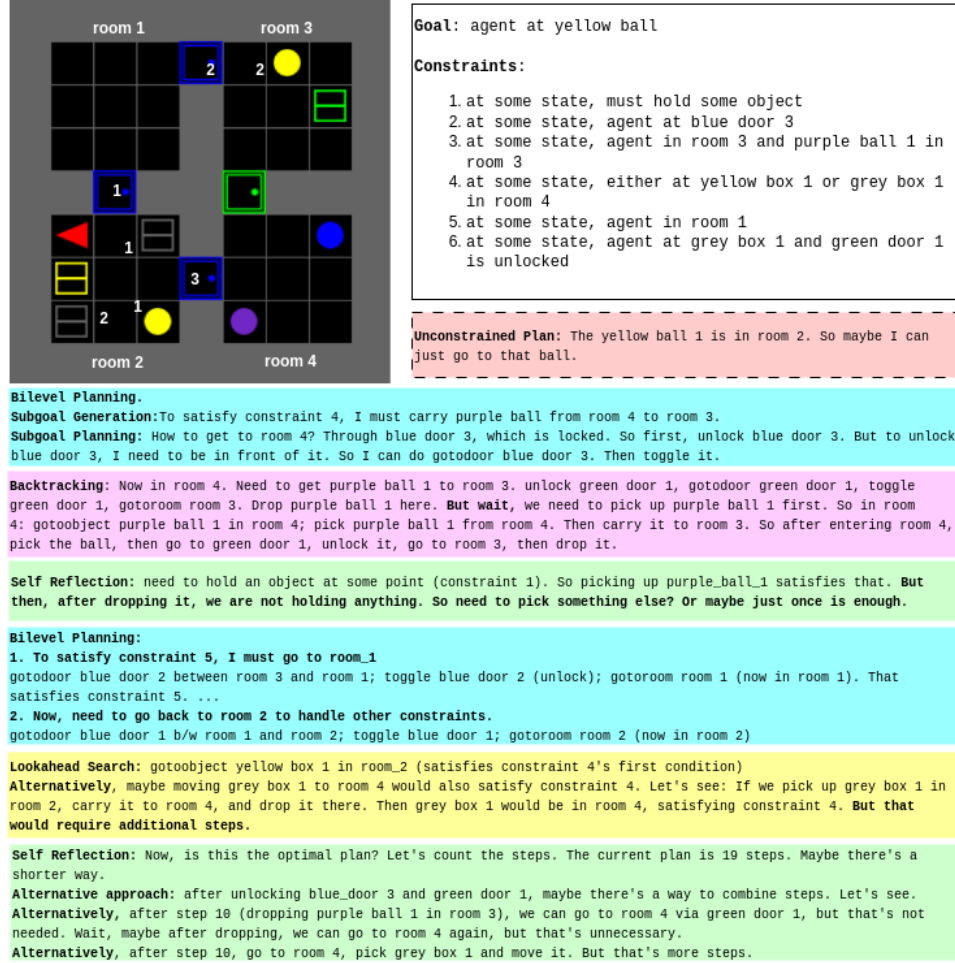 room 1
room 3
2
2
1
1
3
1
2
room 2
room 4
Goal: agent at yellow ball
Constraints:
1. at some state, must hold some object
2. at some state, agent at blue door 3
3. at some state, agent in room 3 and purple ball 1 in
room 3
4. at some state, either at yellow box 1 or grey box 1
in room 4
5. at some state, agent in room 1
6. at some state, agent at grey box 1 and green door 1
is unlocked
Unconstrained Plan: The yellow ball 1 is in room 2. So maybe I can
just go to that ball.
Bilevel Planning.
Subgoal Generation:To satisfy constraint 4, I must carry purple ball from room 4 to room 3.
Subgoal Planning: How to get to room 4? Through blue door 3, which is locked. So first, unlock blue door 3. But to unlock
blue door 3, I need to be in front of it. So I can do gotodoor blue door 3. Then toggle it.
Backtracking: Now in room 4. Need to get purple ball 1 to room 3. unlock green door 1, gotodoor green door 1, toggle
green door 1, gotoroom room 3. Drop purple ball 1 here. But wait, we need to pick up purple ball 1 first. So in room
4: gotoobject purple ball 1 in room 4; pick purple ball 1 from room 4. Then carry it to room 3. So after entering room 4,
pick the ball, then go to green door 1, unlock it, go to room 3, then drop it.
Self Reflection: need to hold an object at some point (constraint 1). So picking up purple_ball_1 satisfies that. But
then, after dropping it, we are not holding anything. So need to pick something else? Or maybe just once is enough.
Bilevel Planning:
1. To satisfy constraint 5, I must go to room_1
gotodoor blue door 2 between room 3 and room 1; toggle blue door 2 (unlock); gotoroom room 1 (now in room 1). That
satisfies constraint 5. ...
2. Now, need to go back to room 2 to handle other constraints.
gotodoor blue door 1 b/w room 1 and room 2; toggle blue door 1; gotoroom room 2 (now in room 2)
Lookahead Search: gotoobject yellow box 1 in room_2 (satisfies constraint 4's first condition)
Alternatively, maybe moving grey box 1 to room 4 would also satisfy constraint 4. Let's see: If we pick up grey box 1 in
room 2, carry it to room 4, and drop it there. Then grey box 1 would be in room 4, satisfying constraint 4. But that
would require additional steps.
Self Reflection: Now, is this the optimal plan? Let's count the steps. The current plan is 19 steps. Maybe there's a
shorter way.
Alternative approach: after unlocking blue_door 3 and green door 1, maybe there's a way to combine steps. Let's see.
Alternatively, after step 10 (dropping purple ball 1 in room 3), we can go to room 4 via green door 1, but that's not
needed. Wait, maybe after dropping, we can go to room 4 again, but that's unnecessary.
Alternatively, after step 10, go to room 4, pick grey box 1 and move it. But that's more steps.